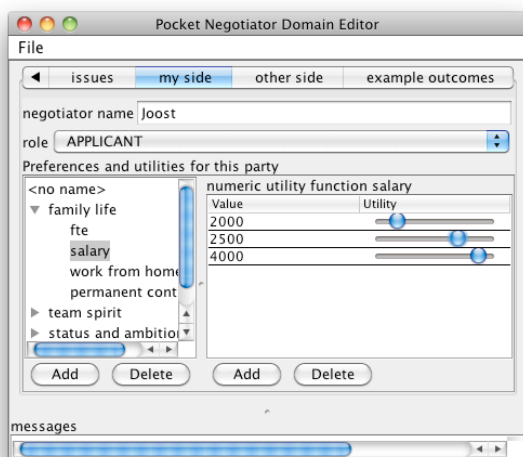 Pocket Negotiator Domain Editor
File
issues my side other side example outcomes
negotiator name Joost
role APPLICANT
Preferences and utilities for this party
<no name>
family life
fte
salary
work from home
permanent cont
team spirit
status and ambitio
numeric utility function salary
Value Utility
2000
2500
4000
Add Delete Add Delete
messages